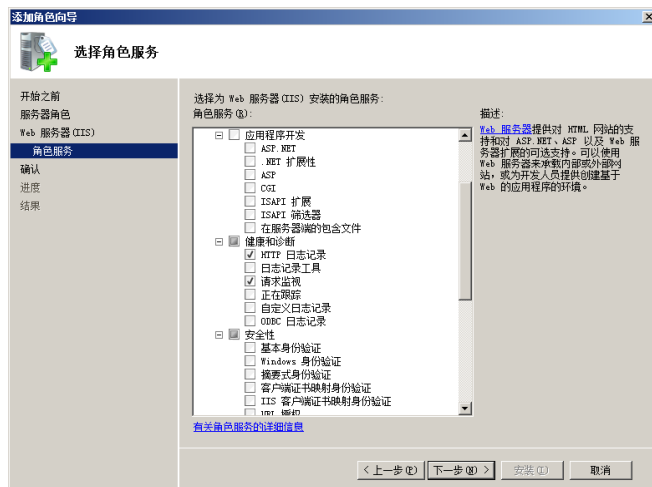 添加角色向导
选择角色服务
开始之前
服务器角色
Web 服务器(IIS)
角色服务
确认
进度
结果
选择为 Web 服务器(IIS) 安装的角色服务:
角色服务(R):
应用程序开发
ASP.NET
.NET 扩展性
ASP
CGI
ISAPI 扩展
ISAPI 筛选器
在服务器端的包含文件
健康和诊断
HTTP 日志记录
日志记录工具
请求监视
正在跟踪
自定义日志记录
ODBC 日志记录
安全性
基本身份验证
Windows 身份验证
摘要式身份验证
客户端证书映射身份验证
IIS 客户端证书映射身份验证
URL 授权
有关角色服务的详细信息
描述:
Web 服务器提供对 HTML 网站的支
持和对 ASP.NET、ASP 以及 Web 服
务器扩展的可选支持。可以使用
Web 服务器来承载内部或外部网
站，或为开发人员提供创建基于
Web 的应用程序的环境。
< 上一步(P)
下一步(N) >
安装(I)
取消